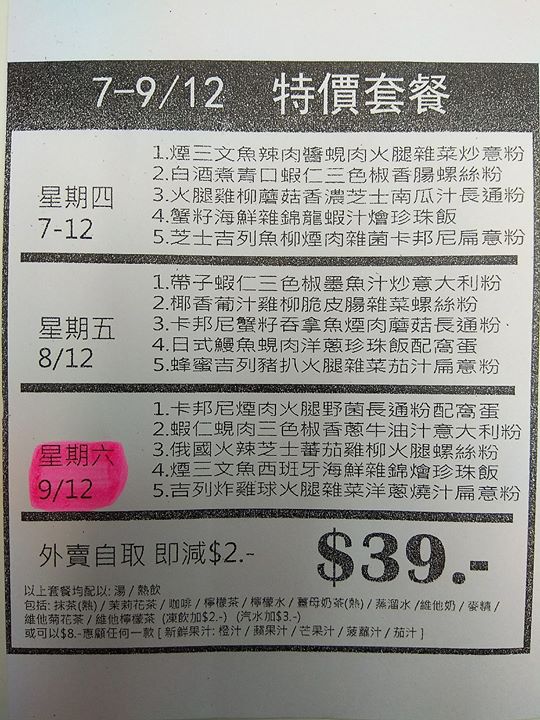 7-9/12 特價套餐
星期四
7-12
1.煙三文魚辣肉醬蜆肉火腿雜菜炒意粉
2.白酒煮青口蝦仁三色椒香腸螺絲粉
3.火腿雞柳蘑菇香濃芝士南瓜汁長通粉
4.蟹籽海鮮雜錦龍蝦汁燴珍珠飯
5.芝士吉列魚柳煙肉雜菌卡邦尼扁意粉
星期五
8/12
1.帶子蝦仁三色椒墨魚汁炒意大利粉
2.椰香葡汁雞柳脆皮腸雜菜螺絲粉
3.卡邦尼蟹籽吞拿魚煙肉蘑菇長通粉
4.日式鰻魚蜆肉洋蔥珍珠飯配窩蛋
5.蜂蜜吉列豬扒火腿雜菜茄汁扁意粉
星期六
9/12
1.卡邦尼煙肉火腿野菌長通粉配窩蛋
2.蝦仁蜆肉三色椒香蔥牛油汁意大利粉
3.俄國火辣芝士蕃茄雞柳火腿螺絲粉
4.煙三文魚西班牙海鮮雜錦燴珍珠飯
5.吉列炸雞球火腿雜菜洋蔥燒汁扁意粉
外賣自取 即減$2.-
$39.-
以上套餐均配以: 湯 / 熱飲
包括: 抹茶(熱) / 茉莉花茶 / 咖啡 / 檸檬茶 / 檸檬水 / 薑母奶茶(熱) / 蒸溜水 / 維他奶 / 麥精 /
維他菊花茶 / 維他檸檬茶 (凍飲加$2.-) (汽水加$3.-)
或可以$8.-惠顧任何一款 [ 新鮮果汁: 橙汁 / 蘋果汁 / 芒果汁 / 菠蘿汁 / 茄汁 ]